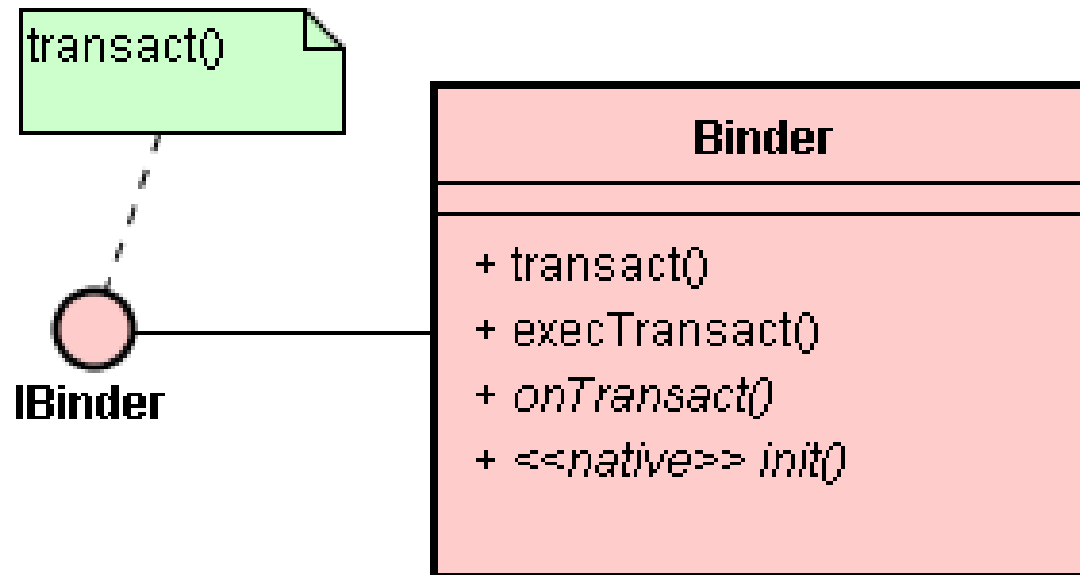 transact()
Binder
+ transact()
+ execTransact()
+ onTransact()
+ <<native>> init()
IBinder